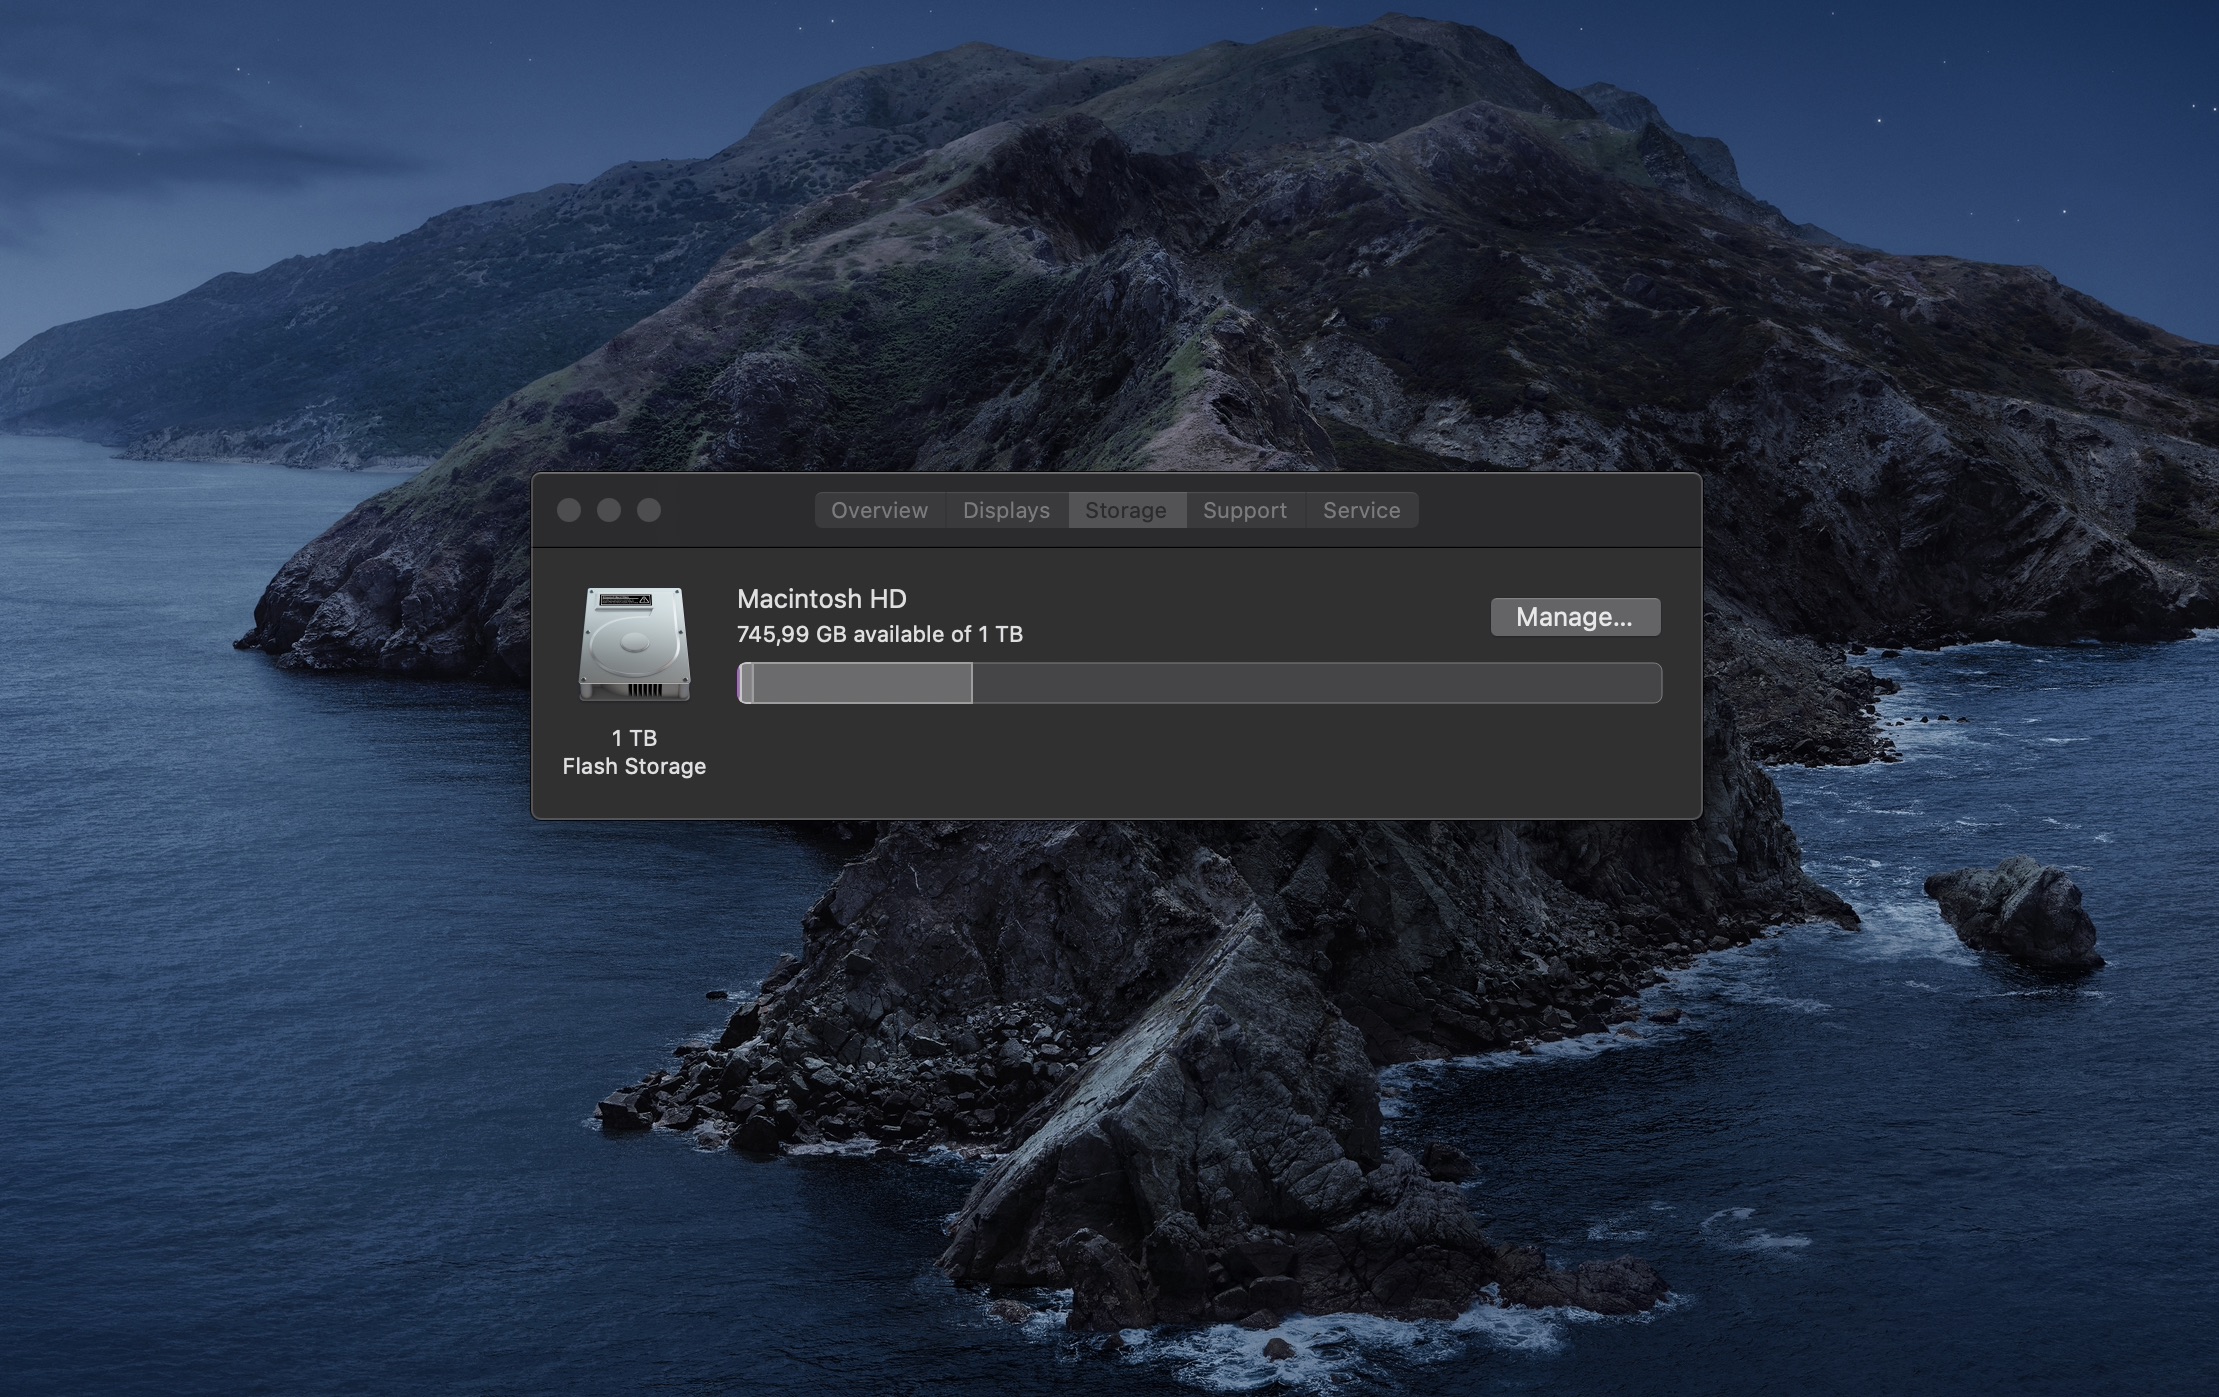 Overview Displays Storage Support Service
Macintosh HD
745,99 GB available of 1 TB
Manage...
1 TB
Flash Storage